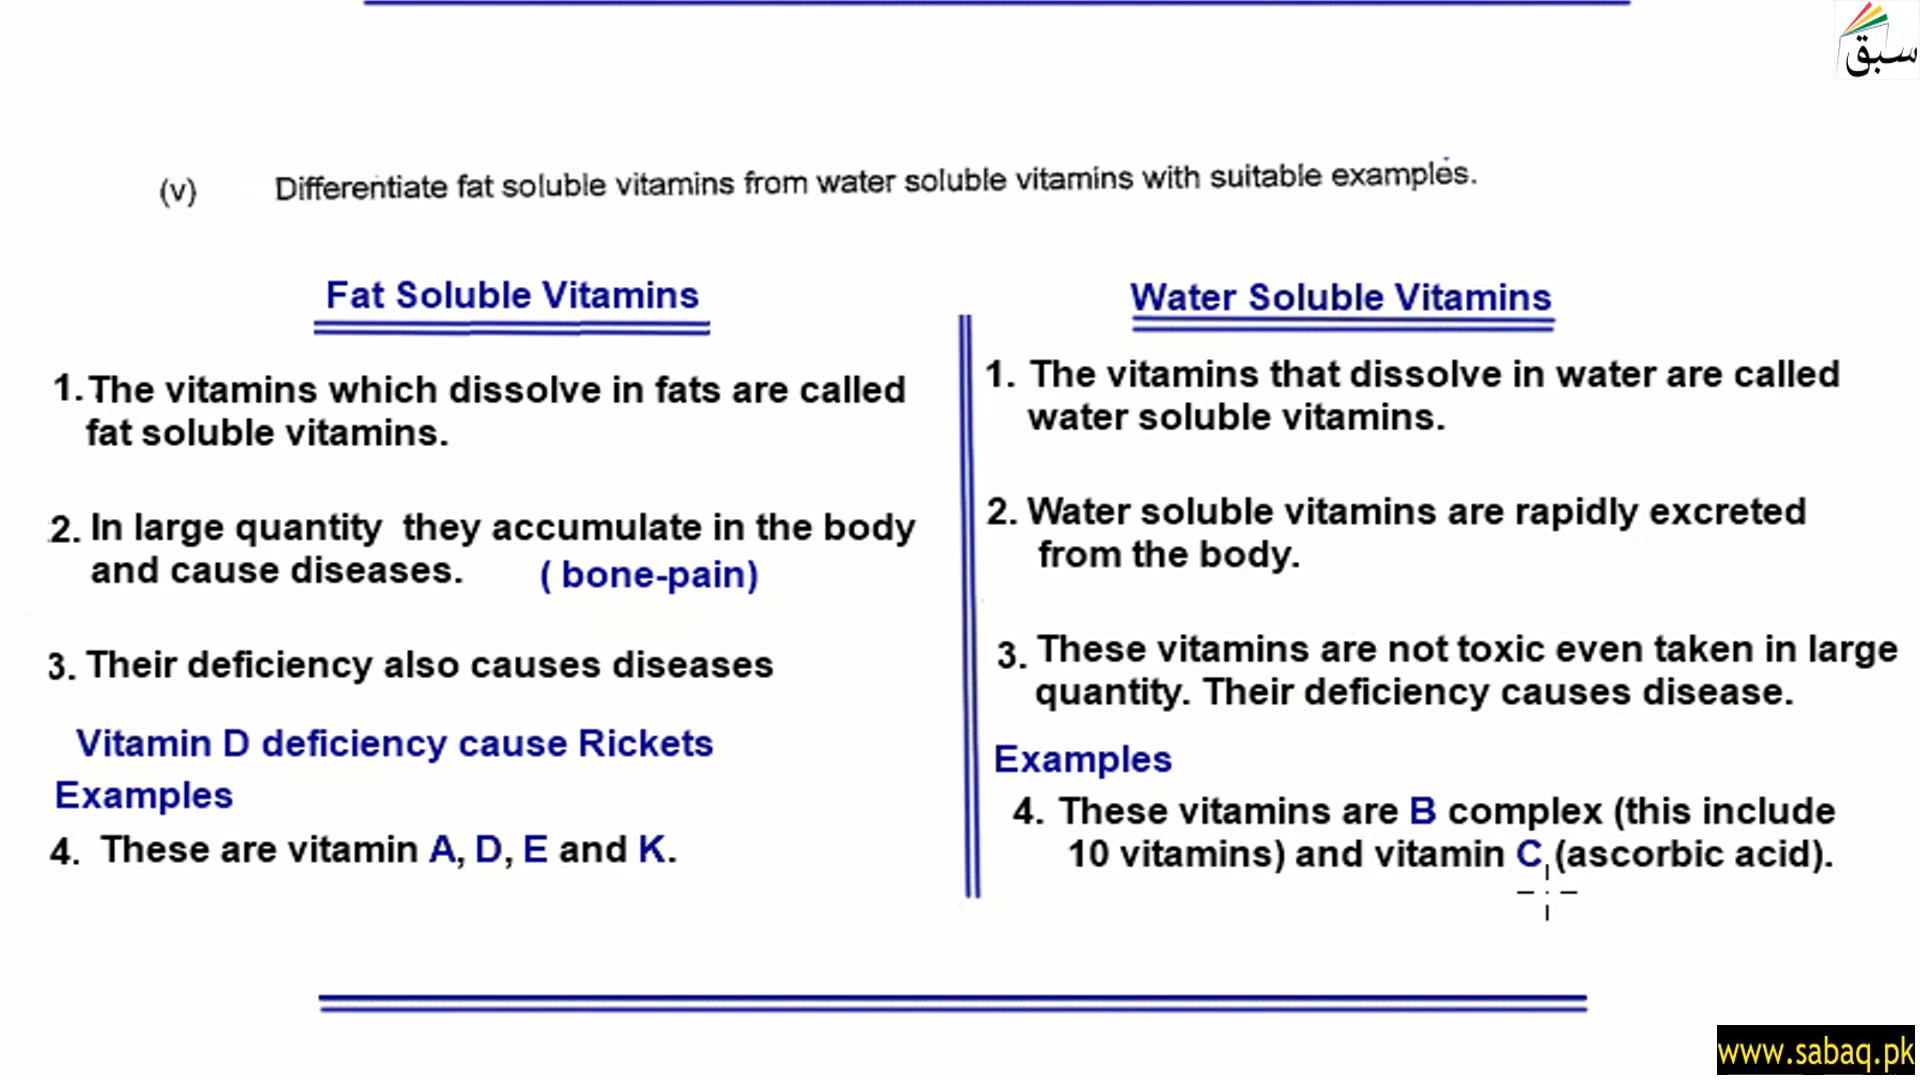 سبق
(v) Differentiate fat soluble vitamins from water soluble vitamins with suitable examples.
Fat Soluble Vitamins
1. The vitamins which dissolve in fats are called
fat soluble vitamins.
2. In large quantity they accumulate in the body
and cause diseases. ( bone-pain)
3. Their deficiency also causes diseases
Vitamin D deficiency cause Rickets
Examples
4. These are vitamin A, D, E and K.
Water Soluble Vitamins
1. The vitamins that dissolve in water are called
water soluble vitamins.
2. Water soluble vitamins are rapidly excreted
from the body.
3. These vitamins are not toxic even taken in large
quantity. Their deficiency causes disease.
Examples
4. These vitamins are B complex (this include
10 vitamins) and vitamin C (ascorbic acid).
www.sabaq.pk